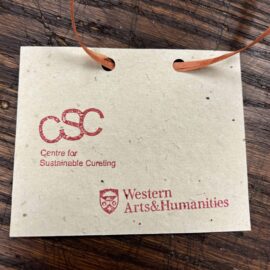 CSC
Centre for
Sustainable Curating
Western
Arts&Humanities